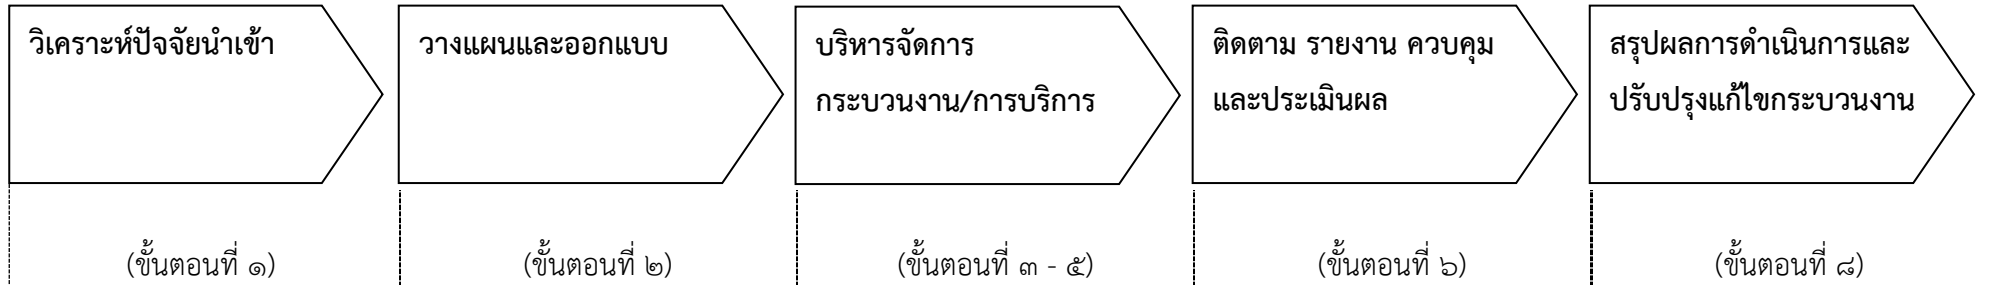 วิเคราะห์ปัจจัยนำเข้า
วางแผนและออกแบบ
บริหารจัดการ
กระบวนงาน/การบริการ
ติดตาม รายงาน ควบคุม
และประเมินผล
สรุปผลการดำเนินการและ
ปรับปรุงแก้ไขกระบวนงาน
(ขั้นตอนที่ ๑)
(ขั้นตอนที่ ๒)
(ขั้นตอนที่ ๓ - ๕)
(ขั้นตอนที่ ๖)
(ขั้นตอนที่ ๘)